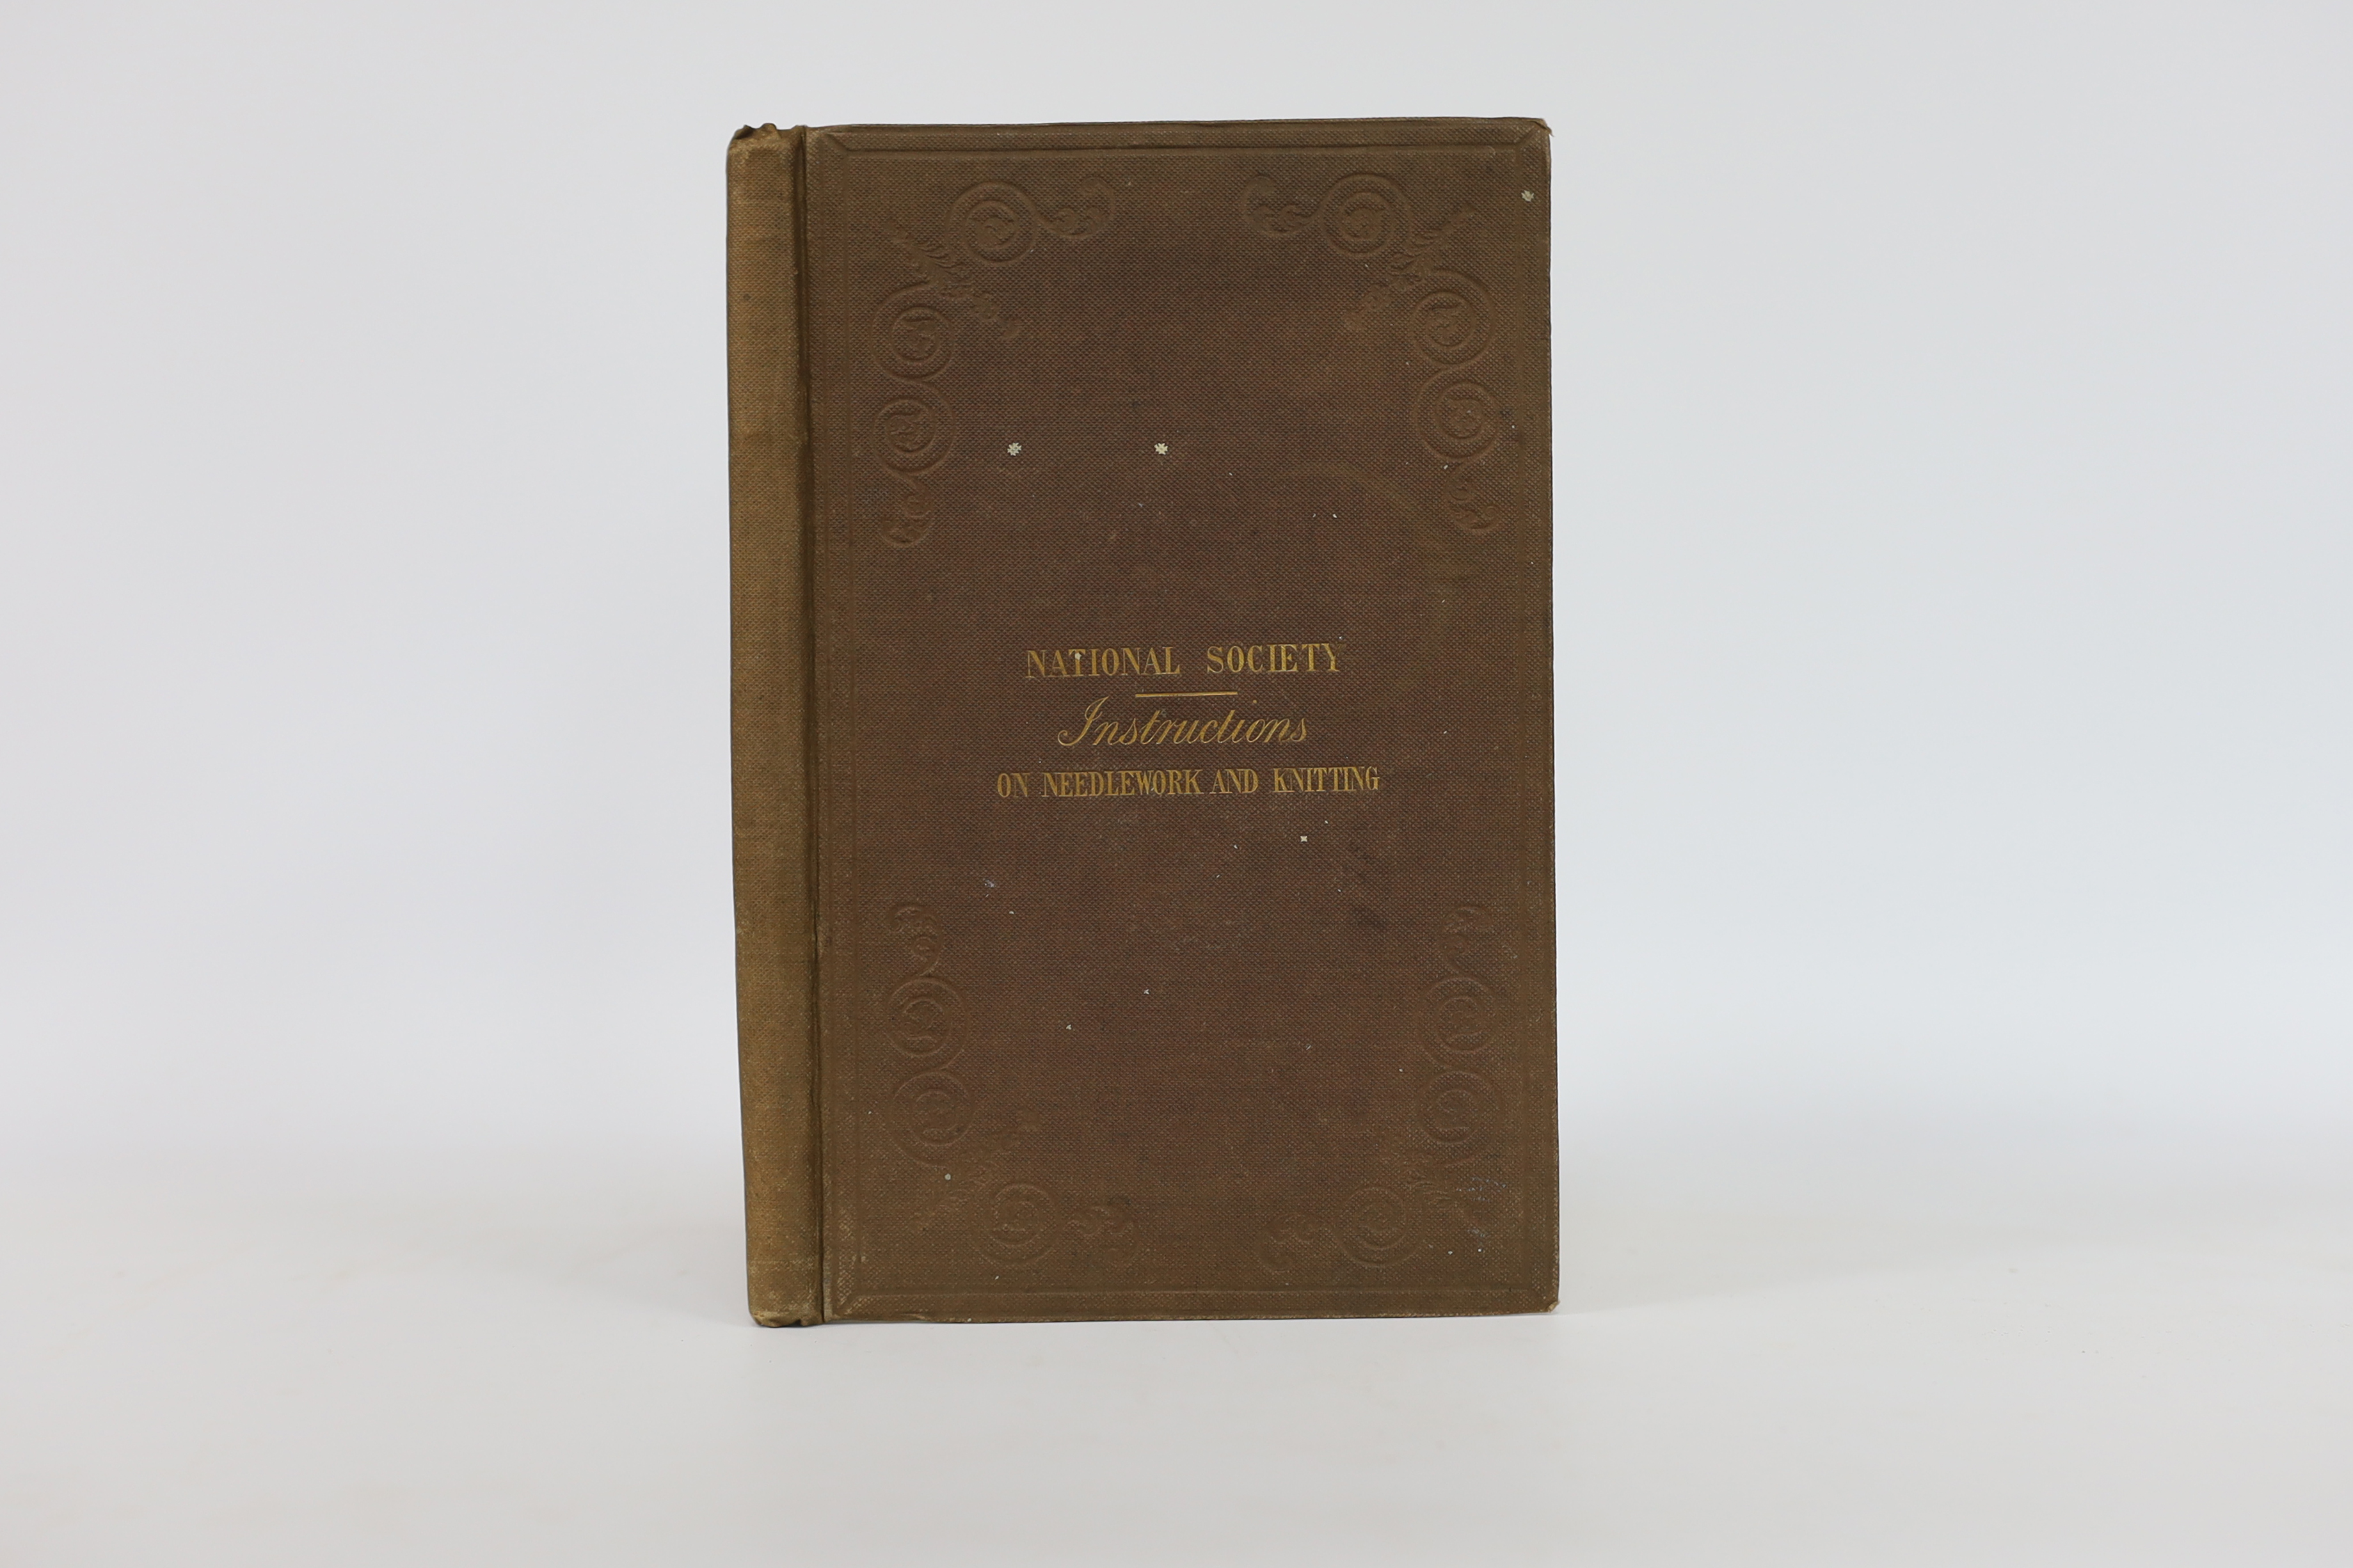 NATIONAL SOCIETY
Instructions
ON NEEDLEWORK AND KNITTING